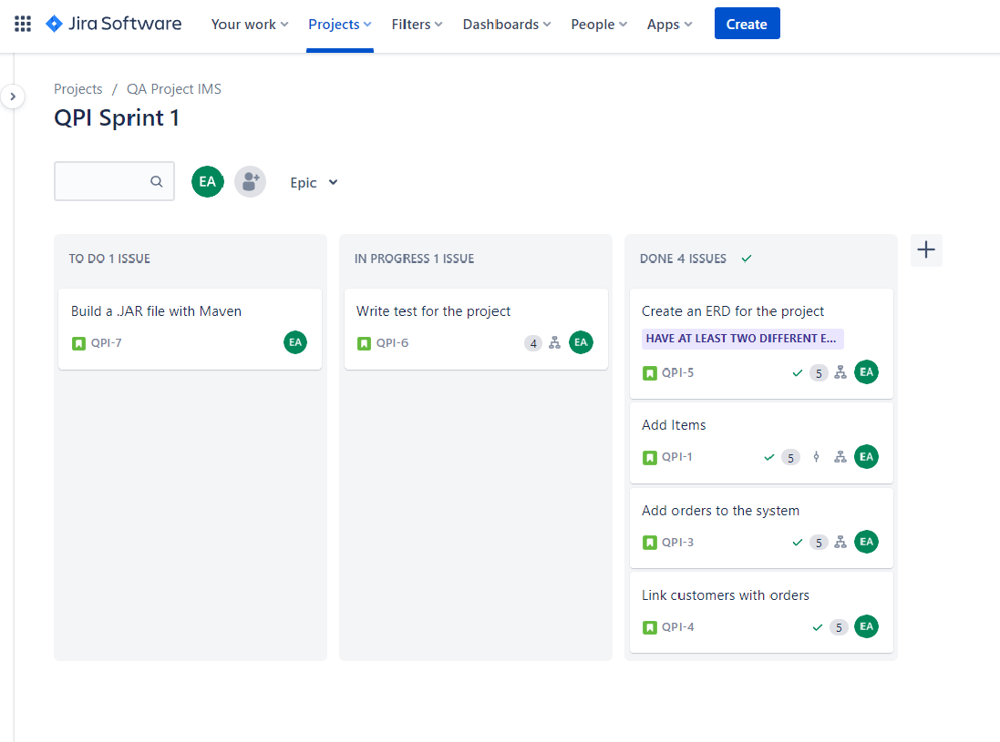 Jira Software Your work Projects Filters Dashboards People Apps Create
Projects / QA Project IMS
QPI Sprint 1
EA Epic
TO DO 1 ISSUE
Build a .JAR file with Maven
QPI-7 EA
IN PROGRESS 1 ISSUE
Write test for the project
QPI-6 4 EA
DONE 4 ISSUES
Create an ERD for the project
HAVE AT LEAST TWO DIFFERENT E...
QPI-5 5 EA
Add Items
QPI-1 5 EA
Add orders to the system
QPI-3 5 EA
Link customers with orders
QPI-4 5 EA